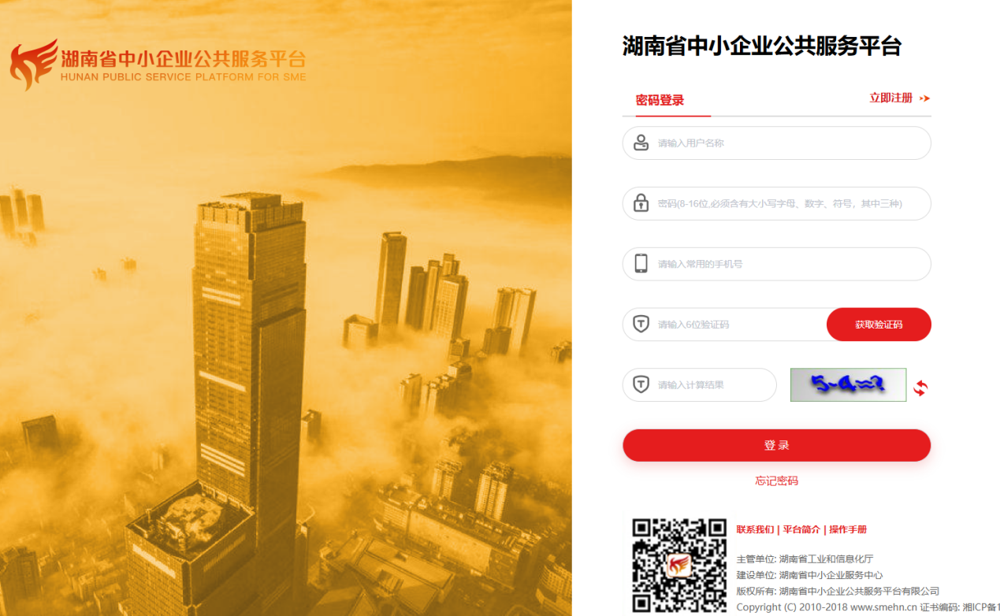 湖南省中小企业公共服务平台
HUNAN PUBLIC SERVICE PLATFORM FOR SME
湖南省中小企业公共服务平台
密码登录
立即注册
请输入用户名称
密码(8-16位,必须含有大小写字母、数字、符号，其中三种)
请输入常用的手机号
请输入6位验证码
获取验证码
请输入计算结果
登 录
忘记密码
联系我们 | 平台简介 | 操作手册
主管单位: 湖南省工业和信息化厅
建设单位: 湖南省中小企业服务中心
版权所有: 湖南省中小企业公共服务平台有限公司
Copyright (C) 2010-2018 www.smehn.cn 证书编码: 湘ICP备1